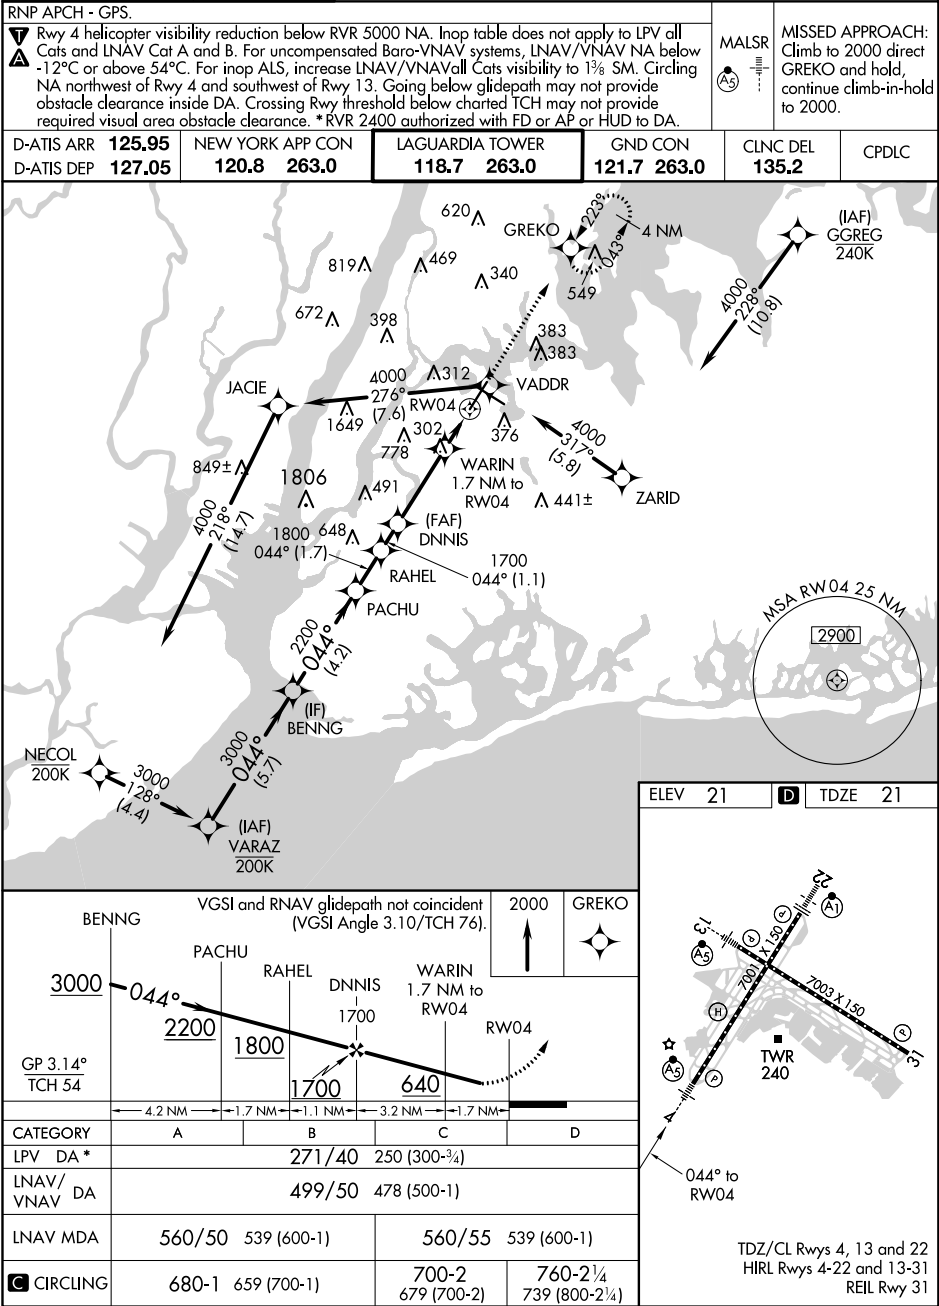 RNP APCH - GPS.
T
A
Rwy 4 helicopter visibility reduction below RVR 5000 NA. Inop table does not apply to LPV all
Cats and LNAV Cat A and B. For uncompensated Baro-VNAV systems, LNAV/VNAV NA below
-12°C or above 54°C. For inop ALS, increase LNAV/VNAVall Cats visibility to 1⅜ SM. Circling
NA northwest of Rwy 4 and southwest of Rwy 13. Going below glidepath may not provide
obstacle clearance inside DA. Crossing Rwy threshold below charted TCH may not provide
required visual area obstacle clearance. *RVR 2400 authorized with FD or AP or HUD to DA.
MALSR
A5
MISSED APPROACH:
Climb to 2000 direct
GREKO and hold,
continue climb-in-hold
to 2000.
D-ATIS ARR 125.95
D-ATIS DEP 127.05
NEW YORK APP CON
120.8 263.0
LAGUARDIA TOWER
118.7 263.0
GND CON
121.7 263.0
CLNC DEL
135.2
CPDLC
620
GREKO
223°
043°
4 NM
549
(IAF)
GGREG
240K
4000
228°
(10.8)
819
469
340
672
398
383
383
JACIE
4000
276°
(7.6)
312
VADDR
RW04
1649
302
778
376
4000
317°
(5.8)
ZARID
WARIN
1.7 NM to
RW04
849±
1806
491
441±
4000
218°
(14.7)
648
1800
044° (1.7)
(FAF)
DNNIS
RAHEL
1700
044° (1.1)
PACHU
2200
044°
(4.2)
MSA RW04 25 NM
2900
(IF)
BENNG
3000
044°
(5.7)
NECOL
200K
3000
128°
(4.4)
(IAF)
VARAZ
200K
ELEV 21
D
TDZE 21
VGSI and RNAV glidepath not coincident
(VGSI Angle 3.10/TCH 76).
2000
GREKO
BENNG
PACHU
RAHEL
DNNIS
WARIN
1.7 NM to
RW04
RW04
3000
044°
2200
1800
1700
1700
640
GP 3.14°
TCH 54
4.2 NM
1.7 NM
1.1 NM
3.2 NM
1.7 NM
CATEGORY A B C D
LPV DA * 271/40 250 (300-¾)
LNAV/
VNAV DA 499/50 478 (500-1)
LNAV MDA 560/50 539 (600-1) 560/55 539 (600-1)
C CIRCLING 680-1 659 (700-1)
700-2
679 (700-2)
760-2¼
739 (800-2¼)
22
A1
P
13
A5
P
7001 X 150
7003 X 150
H
P
31
TWR
240
A5
P
4
044° to
RW04
TDZ/CL Rwys 4, 13 and 22
HIRL Rwys 4-22 and 13-31
REIL Rwy 31